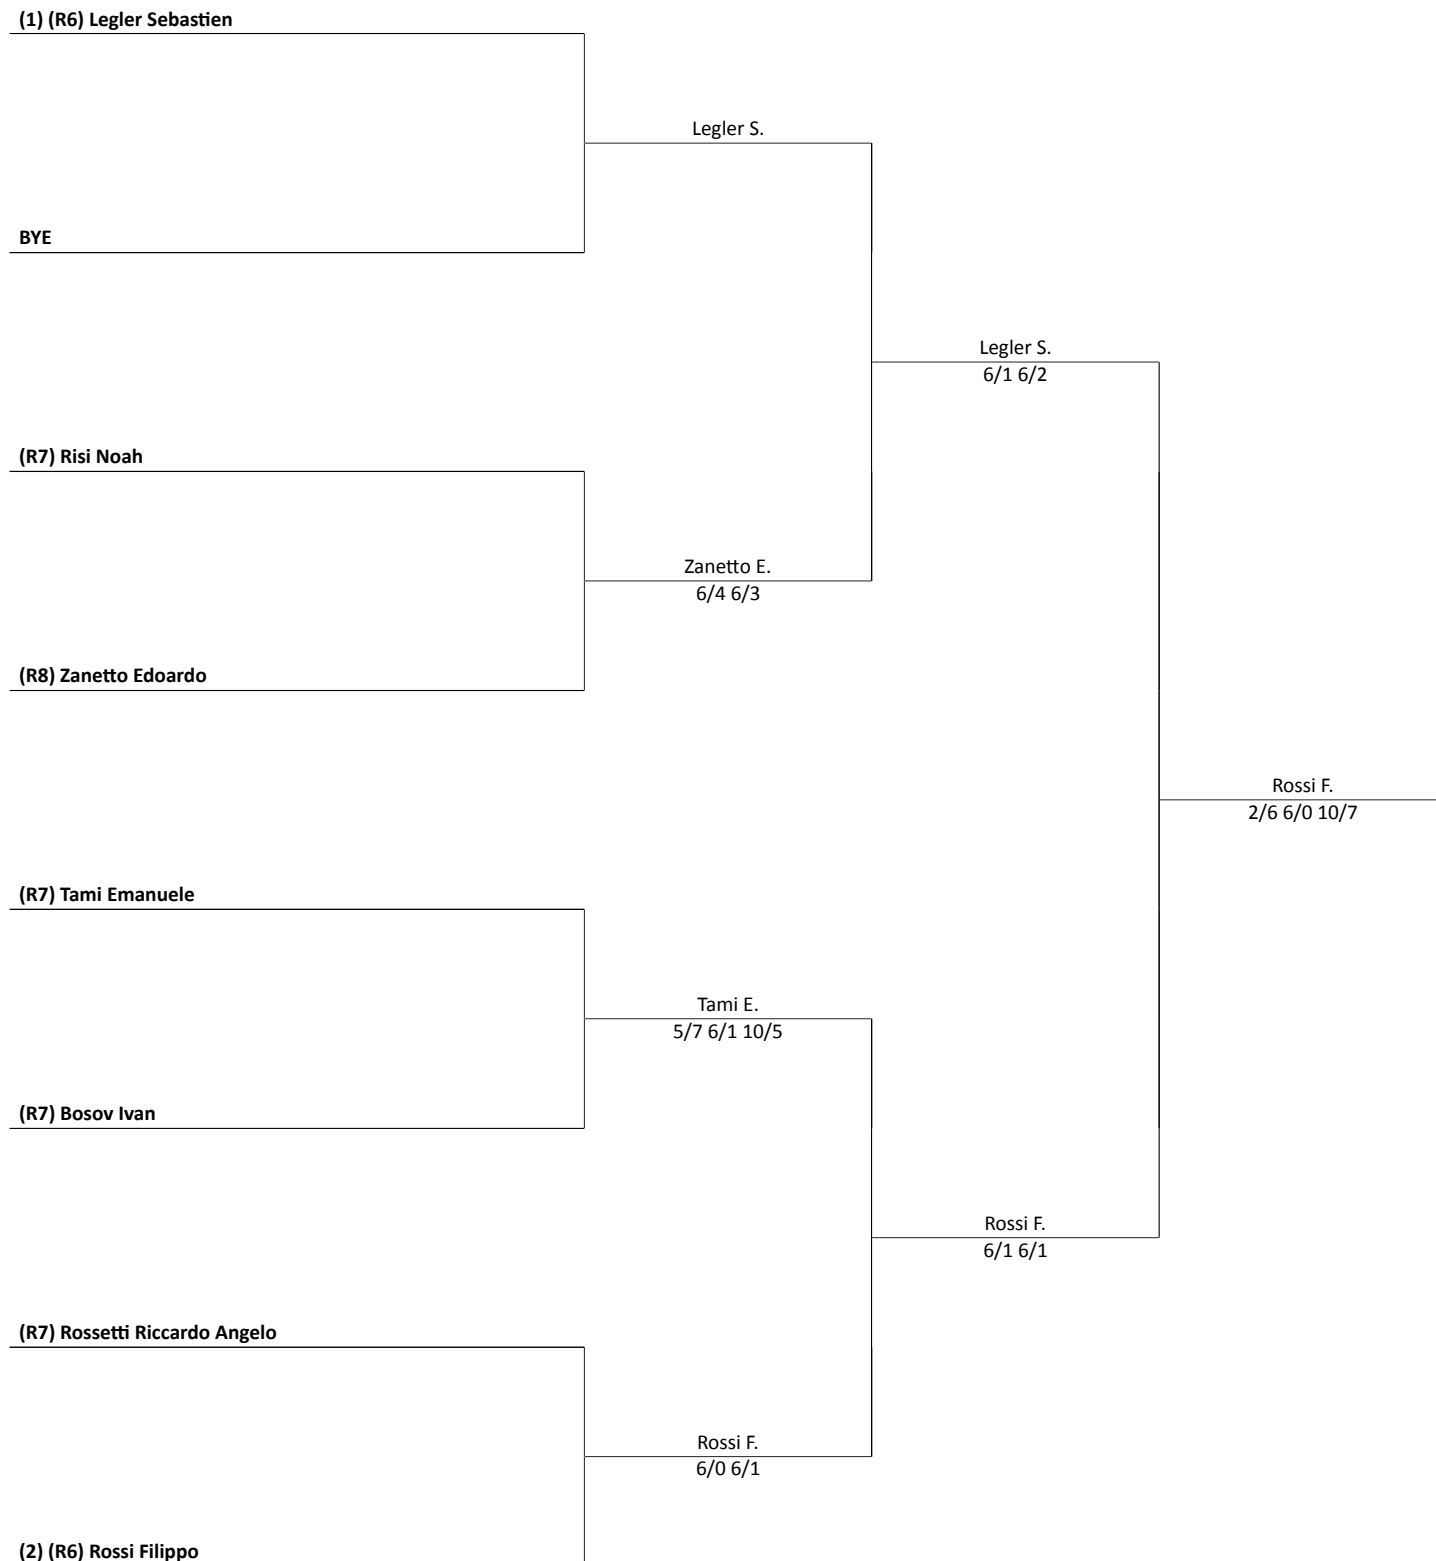 (1) (R6) Legler Sebastien
Legler S.
BYE
Legler S.
6/1 6/2
(R7) Risi Noah
Zanetto E.
6/4 6/3
(R8) Zanetto Edoardo
Rossi F.
2/6 6/0 10/7
(R7) Tami Emanuele
Tami E.
5/7 6/1 10/5
(R7) Bosov Ivan
Rossi F.
6/1 6/1
(R7) Rossetti Riccardo Angelo
Rossi F.
6/0 6/1
(2) (R6) Rossi Filippo